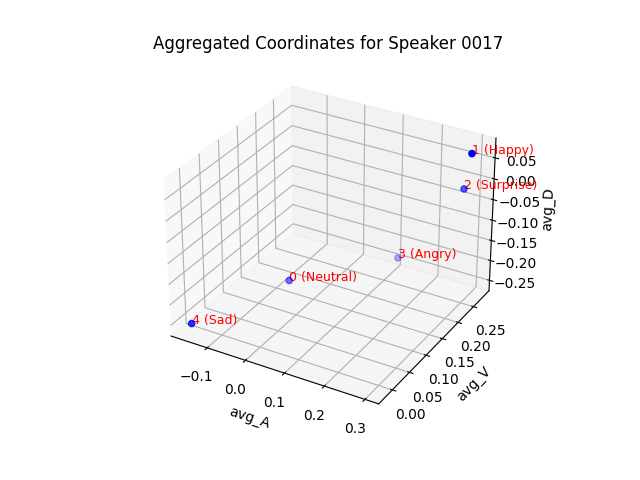 Aggregated Coordinates for Speaker 0017
1 (Happy)
2 (Surprise)
3 (Angry)
0 (Neutral)
4 (Sad)
0.05
0.00
−0.05
−0.10
−0.15
−0.20
−0.25
avg_D
0.25
0.20
0.15
0.10
0.05
0.00
avg_V
−0.1
0.0
0.1
0.2
0.3
avg_A